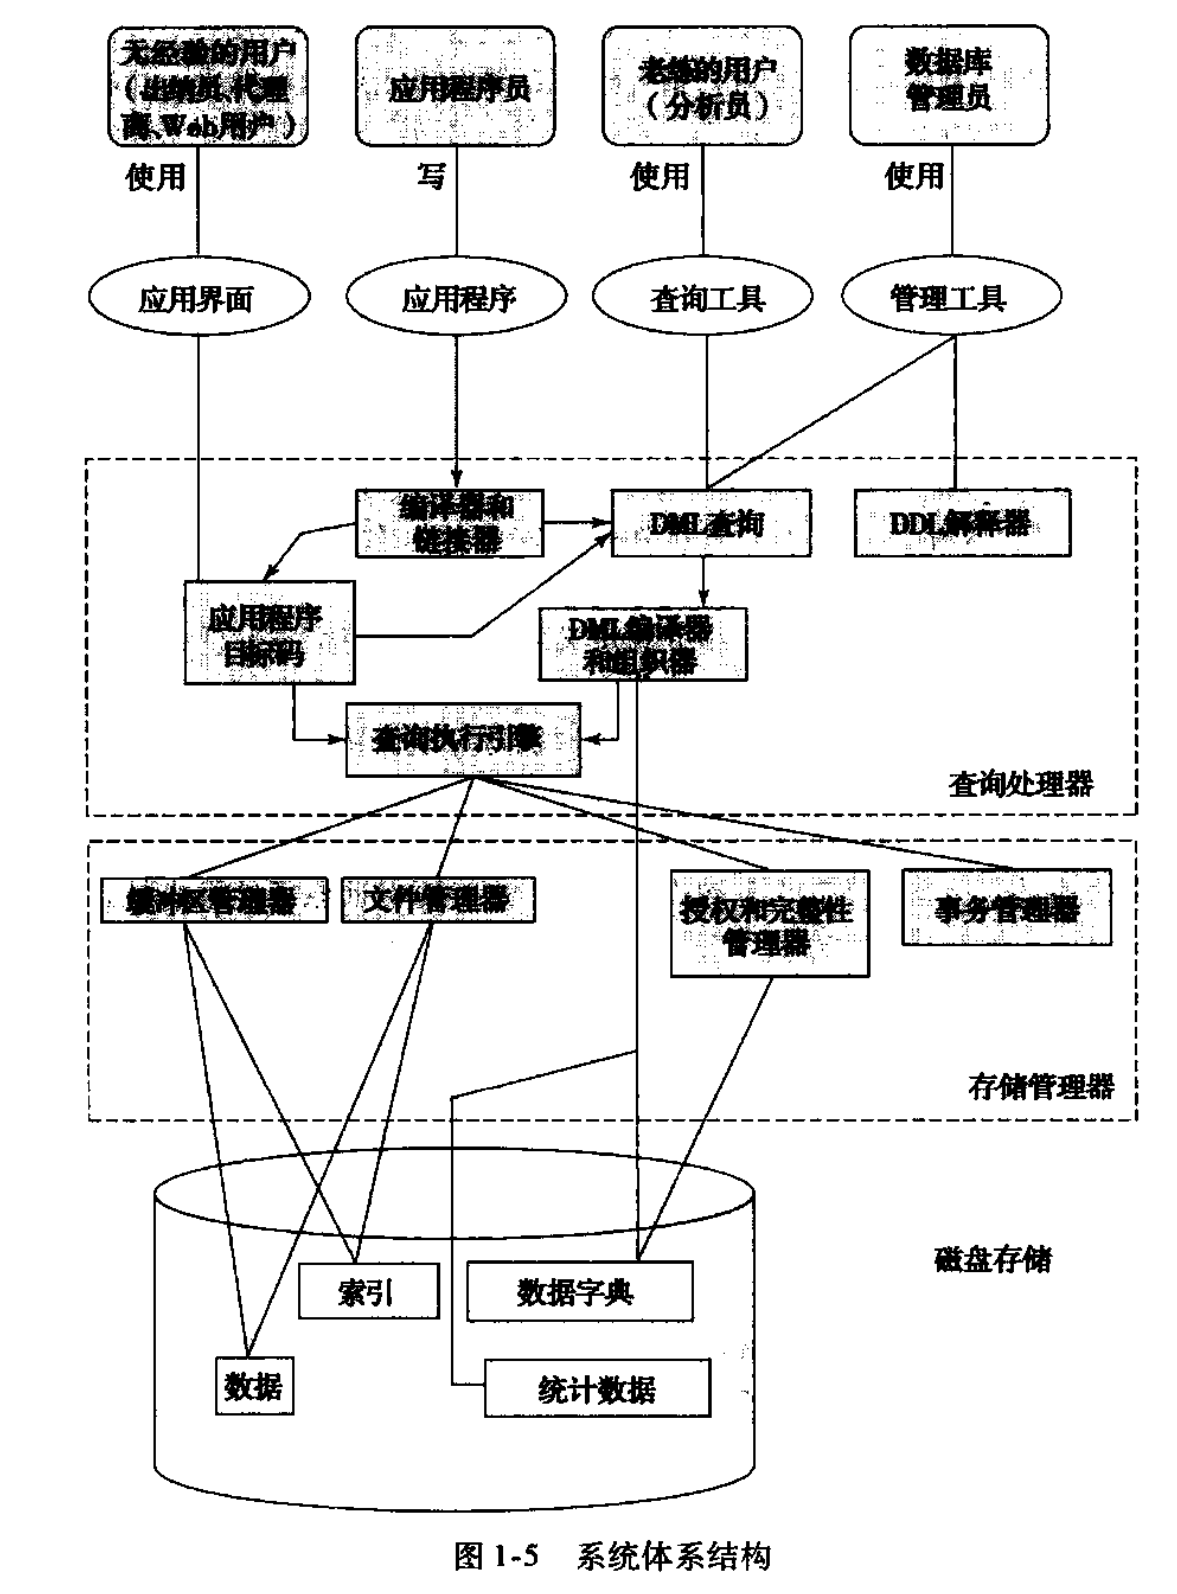 无经验的用户
（出纳员、代理
商、Web用户）
应用程序员
老练的用户
（分析员）
数据库
管理员
使用
写
使用
使用
应用界面
应用程序
查询工具
管理工具
编译器和
链接器
DML查询
DDL解释器
应用程序
目标码
DML编译器
和组织器
查询执行引擎
查询处理器
缓冲区管理器
文件管理器
授权和完整性
管理器
事务管理器
存储管理器
磁盘存储
索引
数据字典
数据
统计数据
图 1-5 系统体系结构